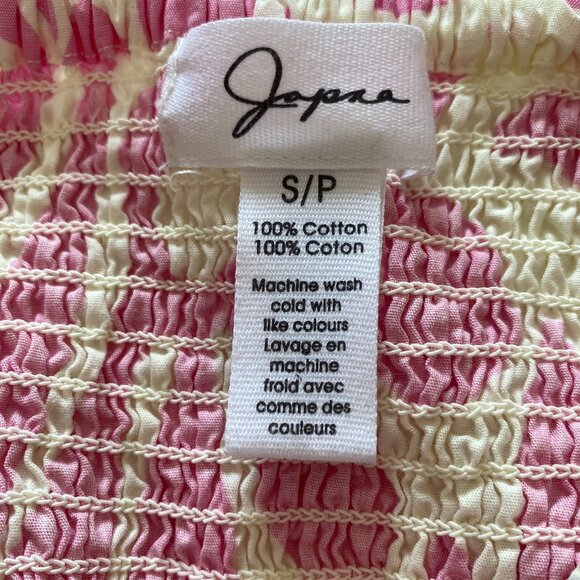 Japna
S/P
100% Cotton
100% Coton
Machine wash
cold with
like colours
Lavage en
machine
froid avec
comme des
couleurs